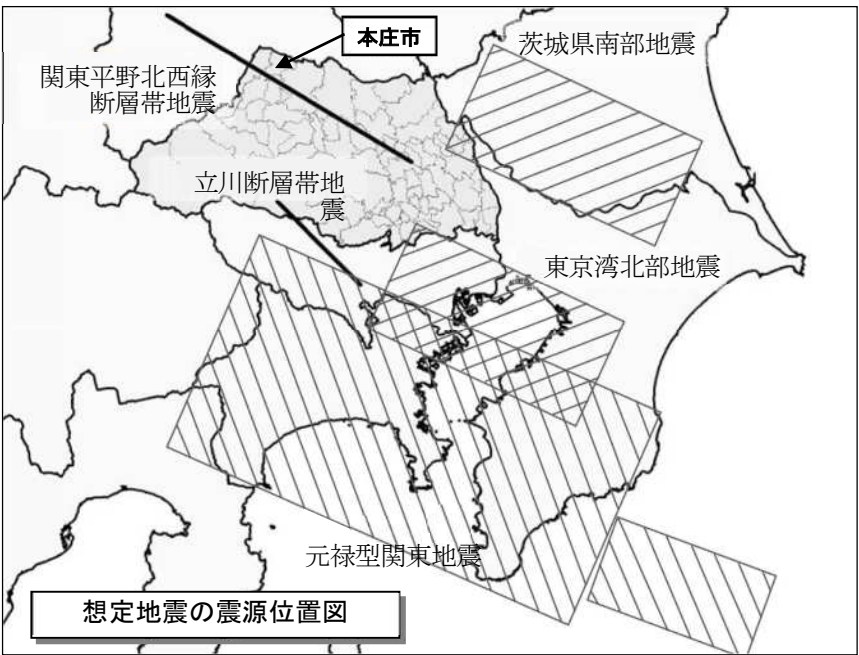 本庄市
茨城県南部地震
関東平野北西縁
断層帯地震
立川断層帯地
震
東京湾北部地震
元禄型関東地震
想定地震の震源位置図